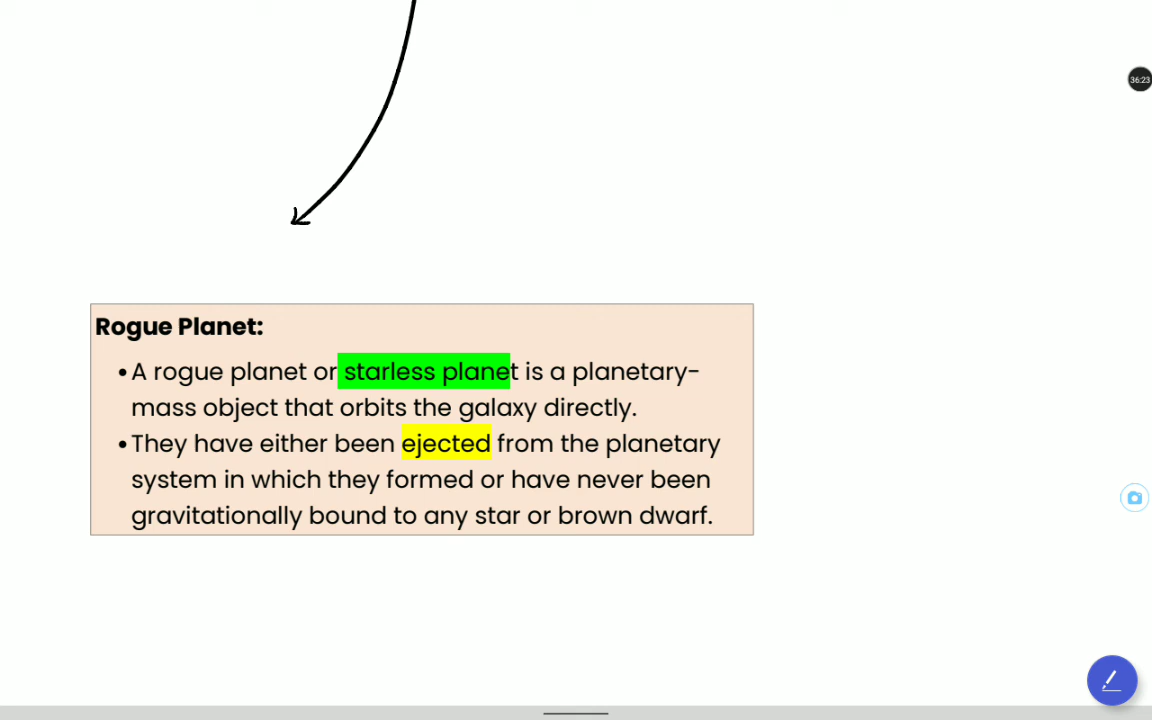 36:23
Rogue Planet:
•A rogue planet or starless planet is a planetary-
mass object that orbits the galaxy directly.
•They have either been ejected from the planetary
system in which they formed or have never been
gravitationally bound to any star or brown dwarf.